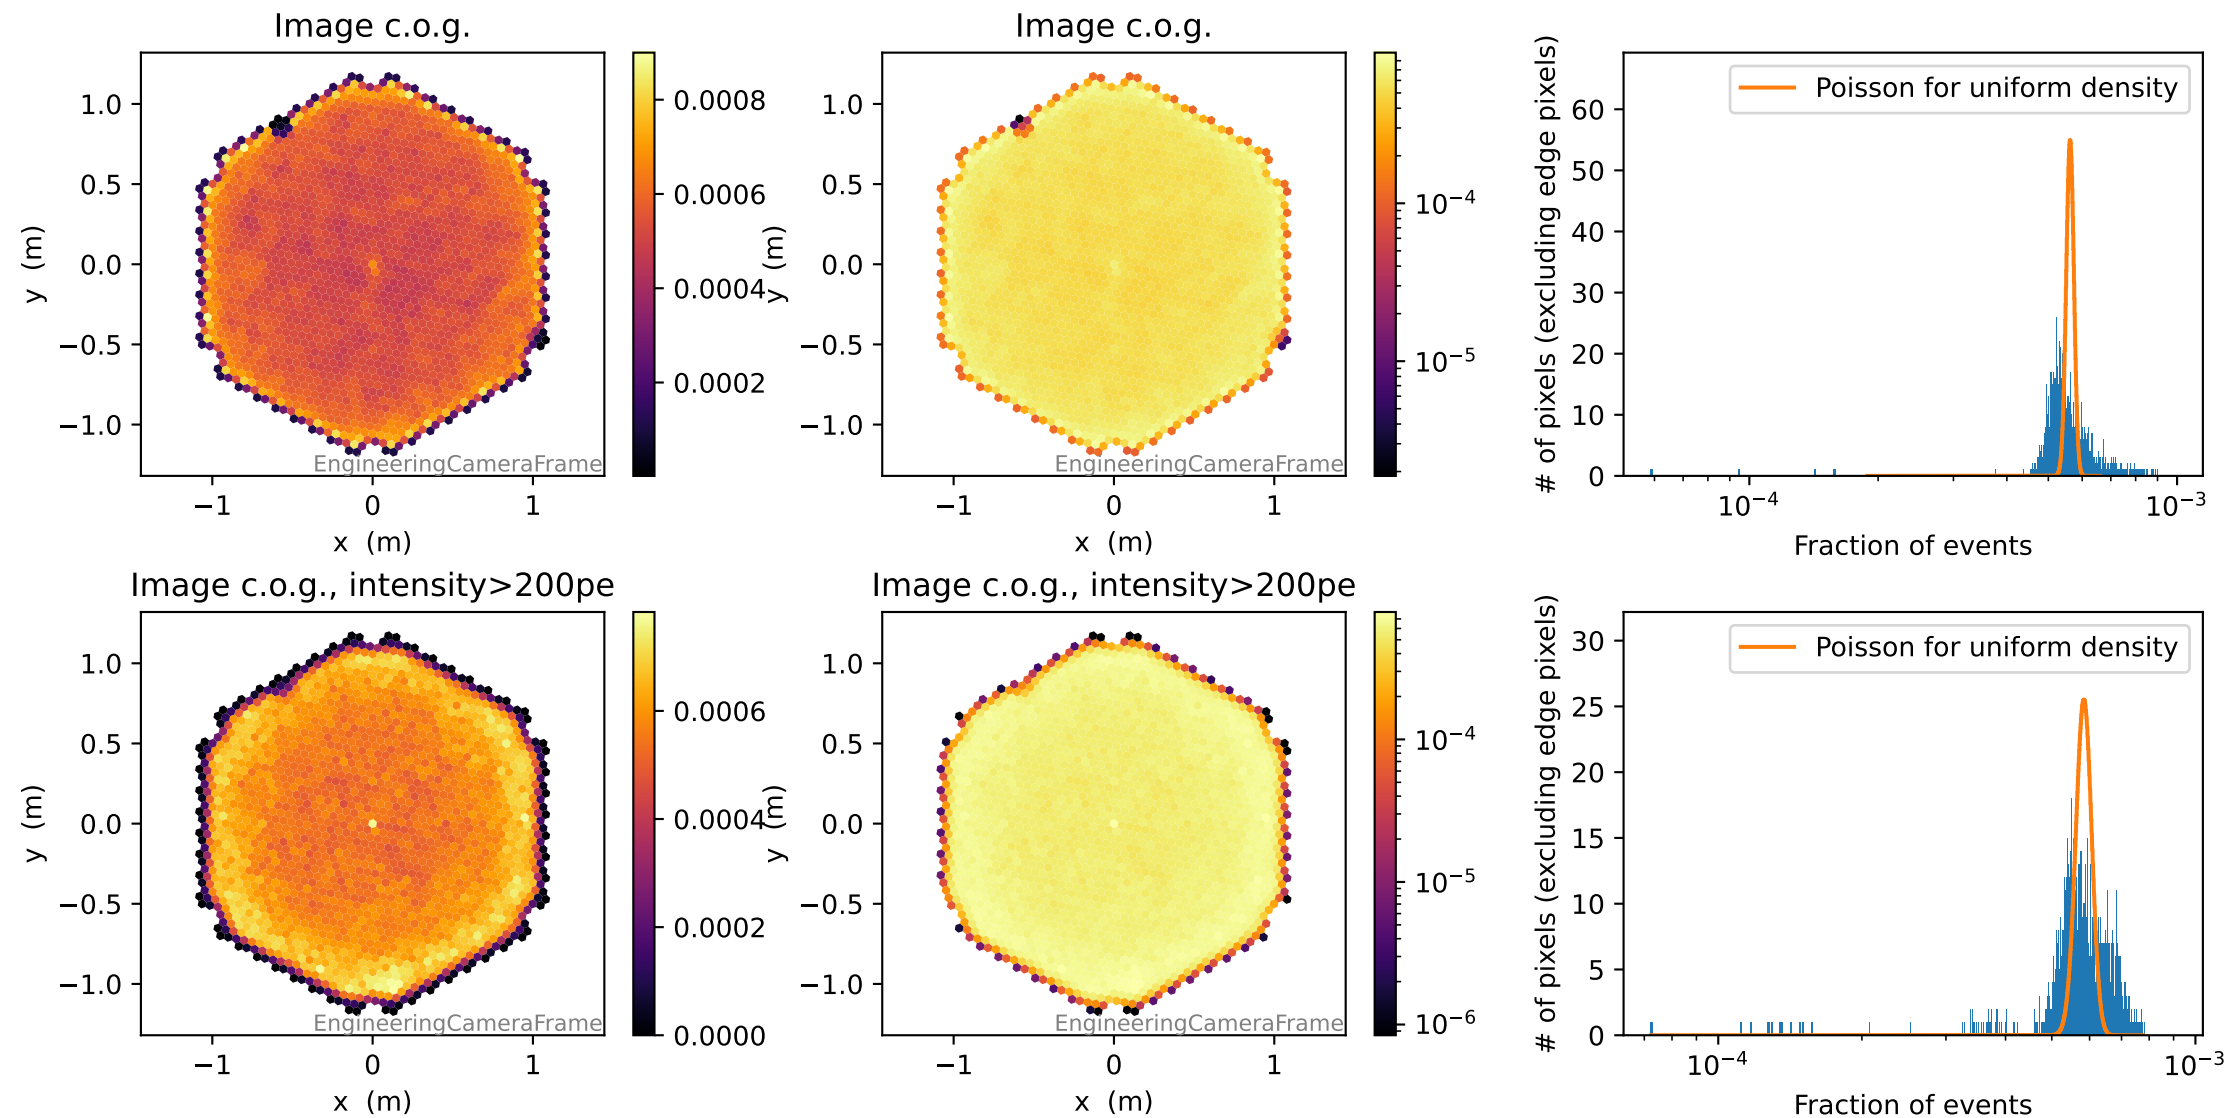 Image c.o.g.
1.0
0.5
0.0
−0.5
−1.0
y (m)
−1 0 1
x (m)
EngineeringCameraFrame
0.0008
0.0006
0.0004
0.0002
Image c.o.g.
1.0
0.5
0.0
−0.5
−1.0
y (m)
−1 0 1
x (m)
EngineeringCameraFrame
10⁻⁴
10⁻⁵
# of pixels (excluding edge pixels)
60
50
40
30
20
10
0
Poisson for uniform density
10⁻⁴ 10⁻³
Fraction of events
Image c.o.g., intensity>200pe
1.0
0.5
0.0
−0.5
−1.0
y (m)
−1 0 1
x (m)
EngineeringCameraFrame
0.0006
0.0004
0.0002
0.0000
Image c.o.g., intensity>200pe
1.0
0.5
0.0
−0.5
−1.0
y (m)
−1 0 1
x (m)
EngineeringCameraFrame
10⁻⁴
10⁻⁵
10⁻⁶
# of pixels (excluding edge pixels)
30
25
20
15
10
5
0
Poisson for uniform density
10⁻⁴ 10⁻³
Fraction of events